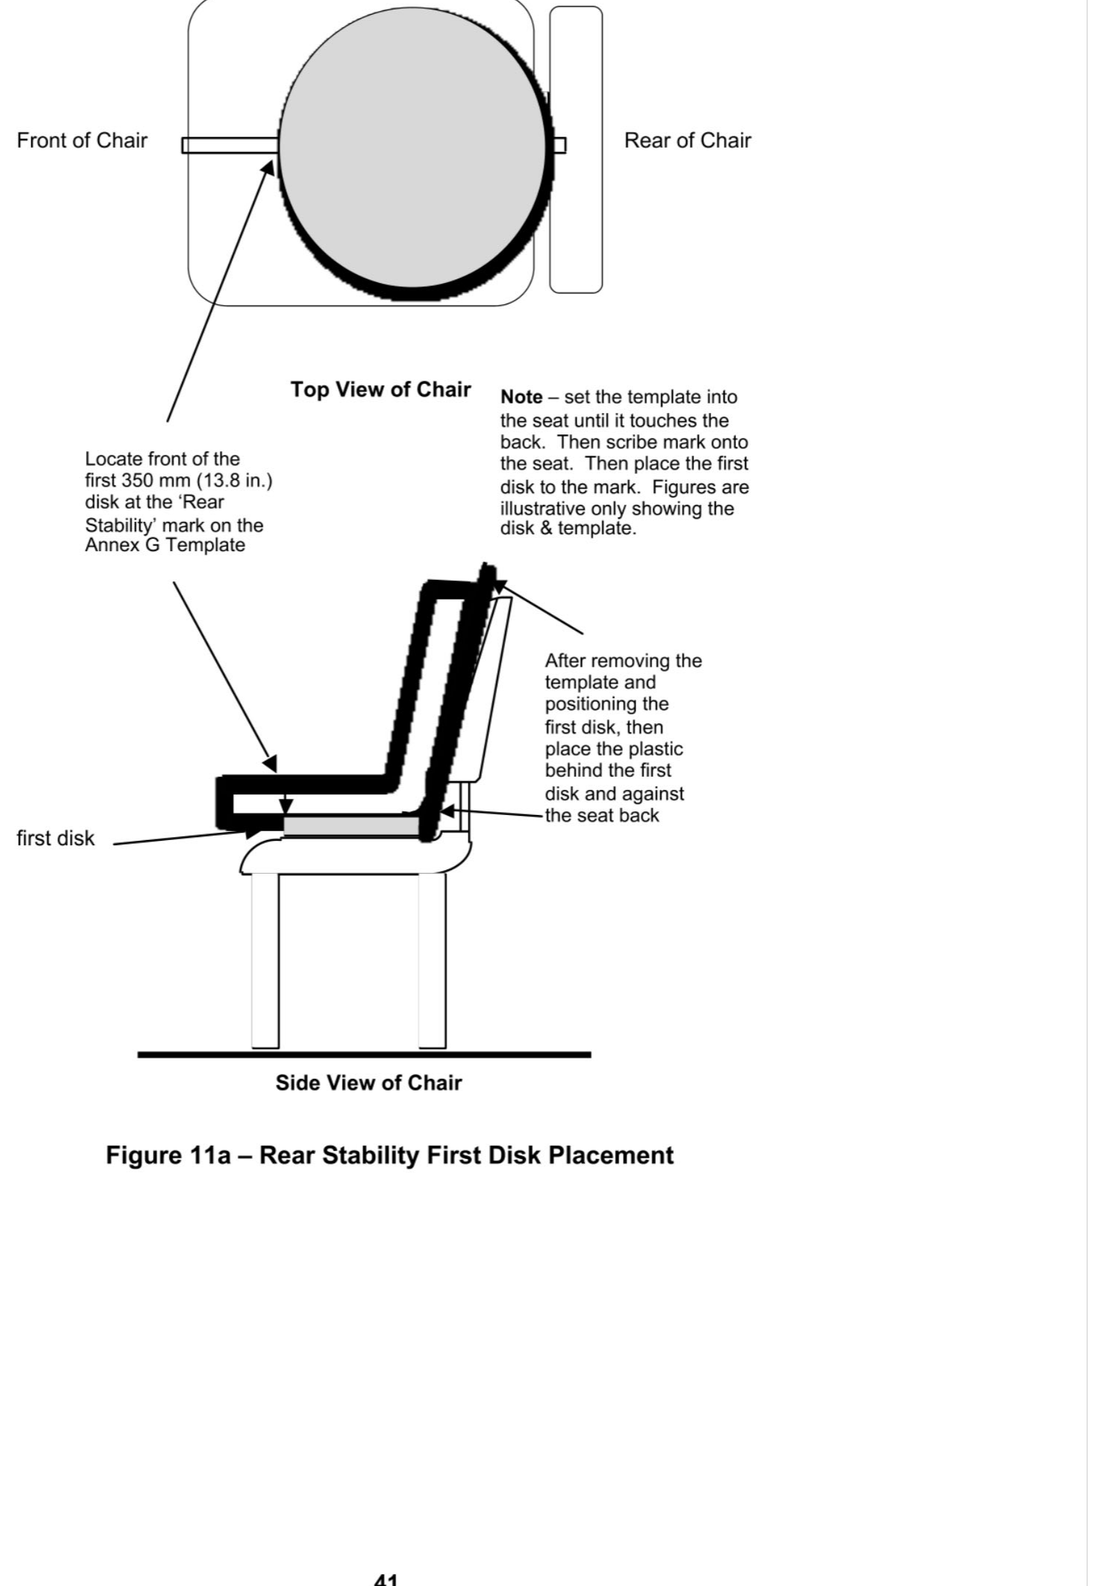 Front of Chair
Rear of Chair
Top View of Chair
Note – set the template into
the seat until it touches the
back.  Then scribe mark onto
the seat.  Then place the first
disk to the mark.  Figures are
illustrative only showing the
disk & template.
Locate front of the
first 350 mm (13.8 in.)
disk at the ‘Rear
Stability’ mark on the
Annex G Template
After removing the
template and
positioning the
first disk, then
place the plastic
behind the first
disk and against
the seat back
first disk
Side View of Chair
Figure 11a – Rear Stability First Disk Placement
41